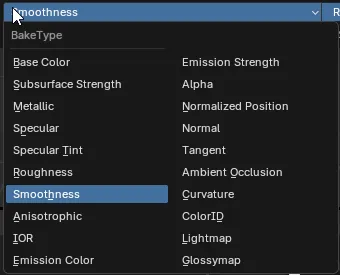 Smoothness
R
BakeType
Base Color
Subsurface Strength
Metallic
Specular
Specular Tint
Roughness
Smoothness
Anisotrophic
IOR
Emission Color
Emission Strength
Alpha
Normalized Position
Normal
Tangent
Ambient Occlusion
Curvature
ColorID
Lightmap
Glossymap